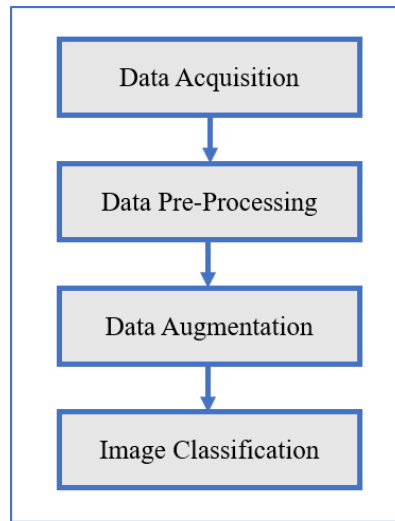 Data Acquisition
Data Pre-Processing
Data Augmentation
Image Classification